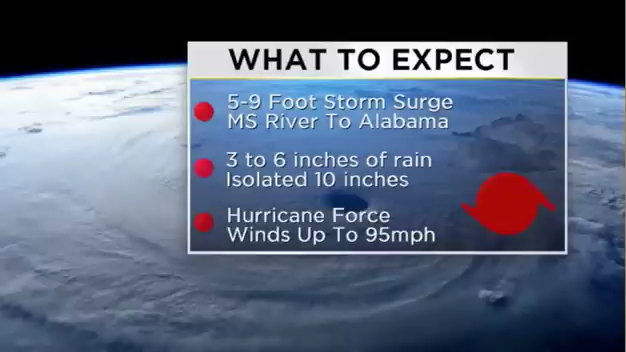 WHAT TO EXPECT
5-9 Foot Storm Surge
MS River To Alabama
3 to 6 inches of rain
Isolated 10 inches
Hurricane Force
Winds Up To 95mph